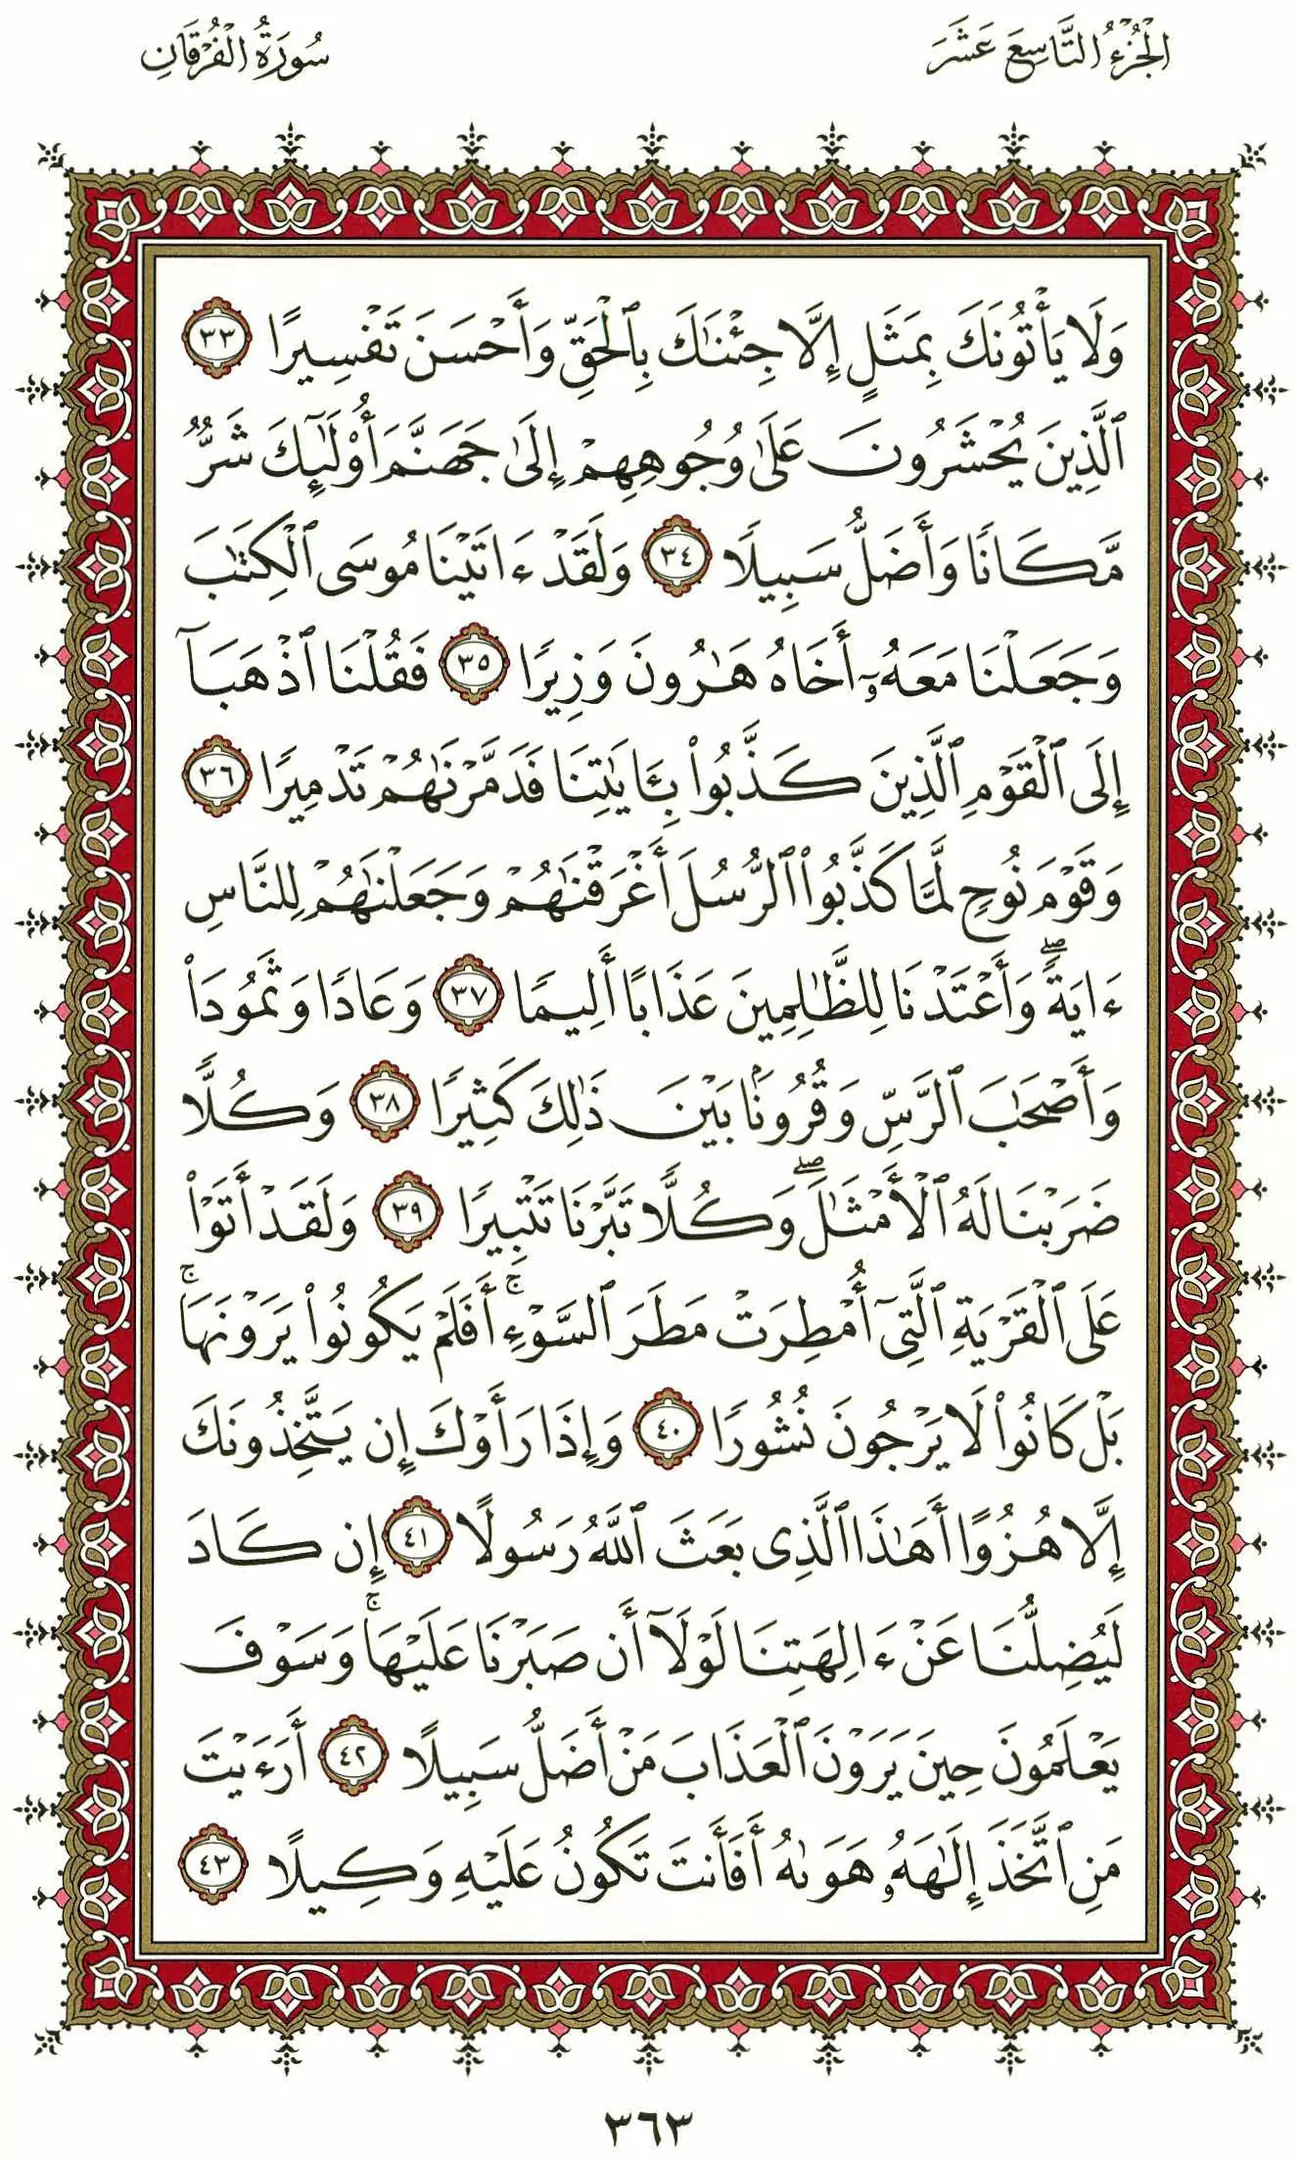 الجزء التاسع عشر
سورة الفرقان
وَلَا يَأْتُونَكَ بِمَثَلٍ إِلَّا جِئْنَٰكَ بِٱلْحَقِّ وَأَحْسَنَ تَفْسِيرًا ٣٣
ٱلَّذِينَ يُحْشَرُونَ عَلَىٰ وُجُوهِهِمْ إِلَىٰ جَهَنَّمَ أُو۟لَٰٓئِكَ شَرٌّ
مَّكَانًا وَأَضَلُّ سَبِيلًا ٣٤ وَلَقَدْ ءَاتَيْنَا مُوسَى ٱلْكِتَٰبَ
وَجَعَلْنَا مَعَهُۥٓ أَخَاهُ هَٰرُونَ وَزِيرًا ٣٥ فَقُلْنَا ٱذْهَبَآ
إِلَى ٱلْقَوْمِ ٱلَّذِينَ كَذَّبُوا۟ بِـَٔايَٰتِنَا فَدَمَّرْنَٰهُمْ تَدْمِيرًا ٣٦
وَقَوْمَ نُوحٍ لَّمَّا كَذَّبُوا۟ ٱلرُّسُلَ أَغْرَقْنَٰهُمْ وَجَعَلْنَٰهُمْ لِلنَّاسِ
ءَايَةًۖ وَأَعْتَدْنَا لِلظَّٰلِمِينَ عَذَابًا أَلِيمًا ٣٧ وَعَادًا وَثَمُودَا۟
وَأَصْحَٰبَ ٱلرَّسِّ وَقُرُونًۢا بَيْنَ ذَٰلِكَ كَثِيرًا ٣٨ وَكُلًّا
ضَرَبْنَا لَهُ ٱلْأَمْثَٰلَۖ وَكُلًّا تَبَّرْنَا تَتْبِيرًا ٣٩ وَلَقَدْ أَتَوْا۟
عَلَى ٱلْقَرْيَةِ ٱلَّتِىٓ أُمْطِرَتْ مَطَرَ ٱلسَّوْءِۚ أَفَلَمْ يَكُونُوا۟ يَرَوْنَهَاۚ
بَلْ كَانُوا۟ لَا يَرْجُونَ نُشُورًا ٤٠ وَإِذَا رَأَوْكَ إِن يَتَّخِذُونَكَ
إِلَّا هُزُوًا أَهَٰذَا ٱلَّذِى بَعَثَ ٱللَّهُ رَسُولًا ٤١ إِن كَادَ
لَيُضِلُّنَا عَنْ ءَالِهَتِنَا لَوْلَآ أَن صَبَرْنَا عَلَيْهَاۚ وَسَوْفَ
يَعْلَمُونَ حِينَ يَرَوْنَ ٱلْعَذَابَ مَنْ أَضَلُّ سَبِيلًا ٤٢ أَرَءَيْتَ
مَنِ ٱتَّخَذَ إِلَٰهَهُۥ هَوَىٰهُ أَفَأَنتَ تَكُونُ عَلَيْهِ وَكِيلًا ٤٣
٣٦٣